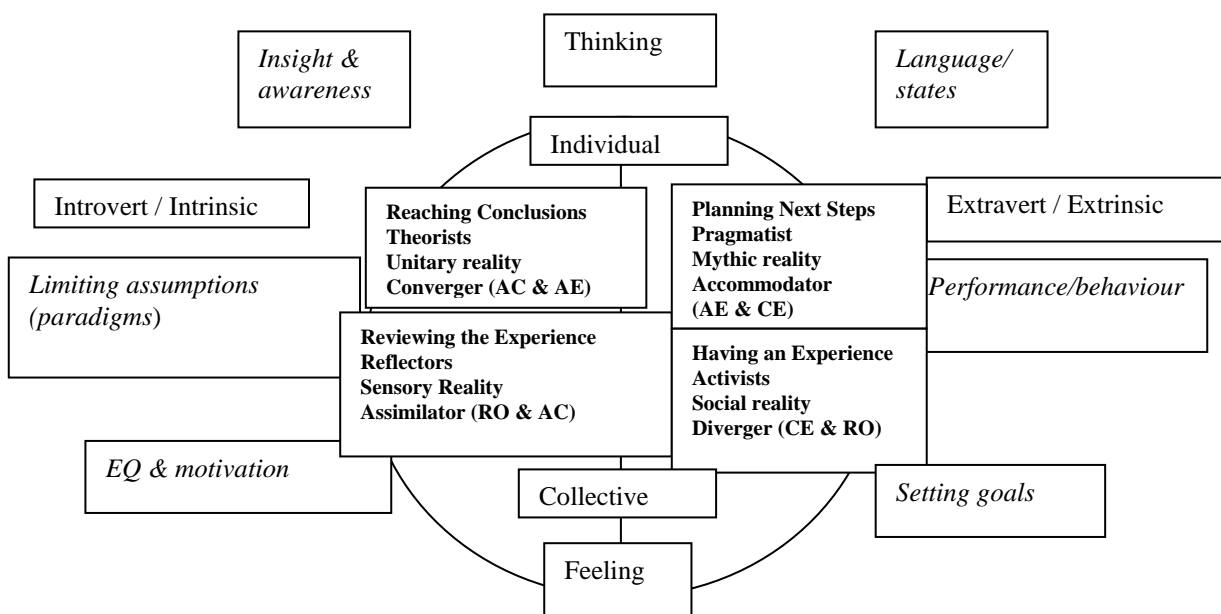 Thinking
Insight &
awareness
Language/
states
Individual
Introvert / Intrinsic
Reaching Conclusions
Theorists
Unitary reality
Converger (AC & AE)
Planning Next Steps
Pragmatist
Mythic reality
Accommodator
(AE & CE)
Extravert / Extrinsic
Limiting assumptions
(paradigms)
Performance/behaviour
Reviewing the Experience
Reflectors
Sensory Reality
Assimilator (RO & AC)
Having an Experience
Activists
Social reality
Diverger (CE & RO)
EQ & motivation
Collective
Setting goals
Feeling